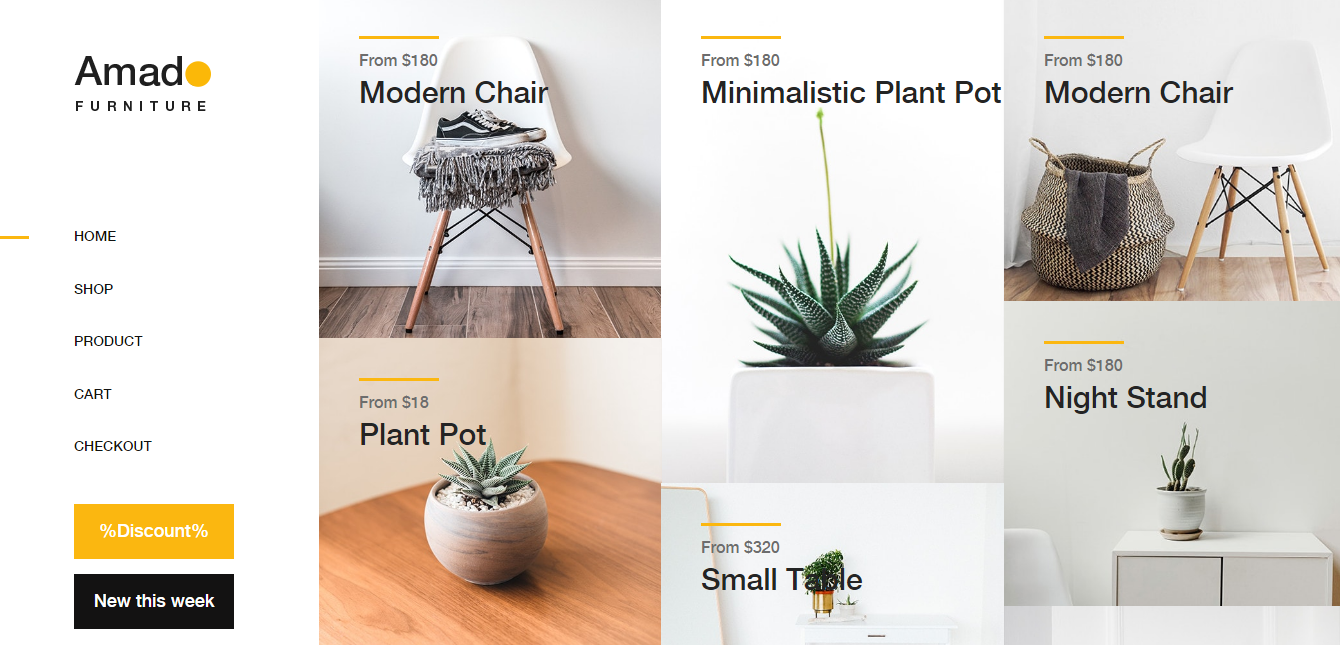 Amado
FURNITURE
HOME
SHOP
PRODUCT
CART
CHECKOUT
%Discount%
New this week
From $180
Modern Chair
From $18
Plant Pot
From $180
Minimalistic Plant Pot
From $320
Small Table
From $180
Modern Chair
From $180
Night Stand